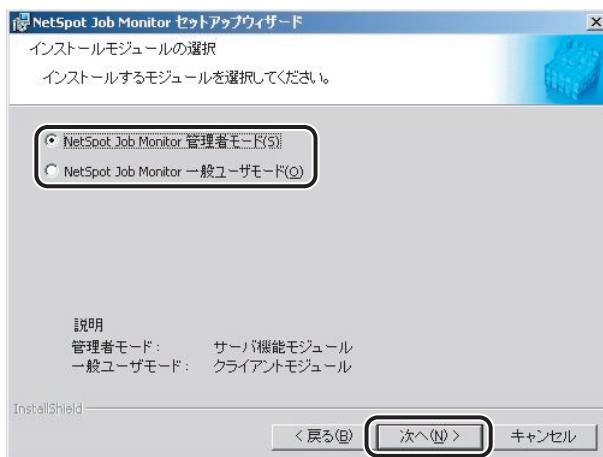 NetSpot Job Monitor セットアップウィザード
インストールモジュールの選択
インストールするモジュールを選択してください。
NetSpot Job Monitor 管理者モード(S)
NetSpot Job Monitor 一般ユーザモード(O)
説明
管理者モード： サーバ機能モジュール
一般ユーザモード： クライアントモジュール
InstallShield
< 戻る(B) 次へ(N) > キャンセル